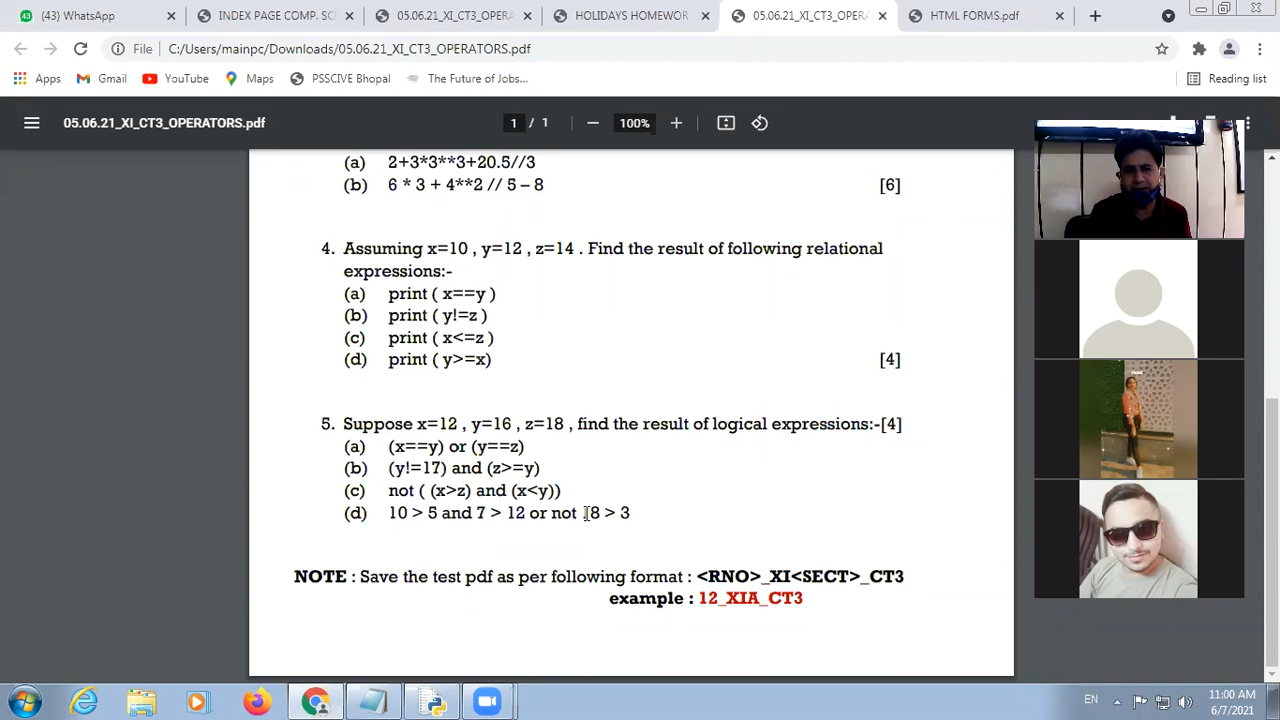 (43) WhatsApp
INDEX PAGE COMP. SC
05.06.21_XI_CT3_OPERA
HOLIDAYS HOMEWOR
05.06.21_XI_CT3_OPERA
HTML FORMS.pdf
File C:/Users/mainpc/Downloads/05.06.21_XI_CT3_OPERATORS.pdf
Apps Gmail YouTube Maps PSSCIVE Bhopal The Future of Jobs... Reading list
05.06.21_XI_CT3_OPERATORS.pdf 1 / 1 100%
(a) 2+3*3**3+20.5//3
(b) 6 * 3 + 4**2 // 5 – 8 [6]
4. Assuming x=10 , y=12 , z=14 . Find the result of following relational
expressions:-
(a) print ( x==y )
(b) print ( y!=z )
(c) print ( x<=z )
(d) print ( y>=x) [4]
5. Suppose x=12 , y=16 , z=18 , find the result of logical expressions:-[4]
(a) (x==y) or (y==z)
(b) (y!=17) and (z>=y)
(c) not ( (x>z) and (x<y))
(d) 10 > 5 and 7 > 12 or not 18 > 3
NOTE : Save the test pdf as per following format : <RNO>_XI<SECT>_CT3
example : 12_XIA_CT3
EN
11:00 AM
6/7/2021